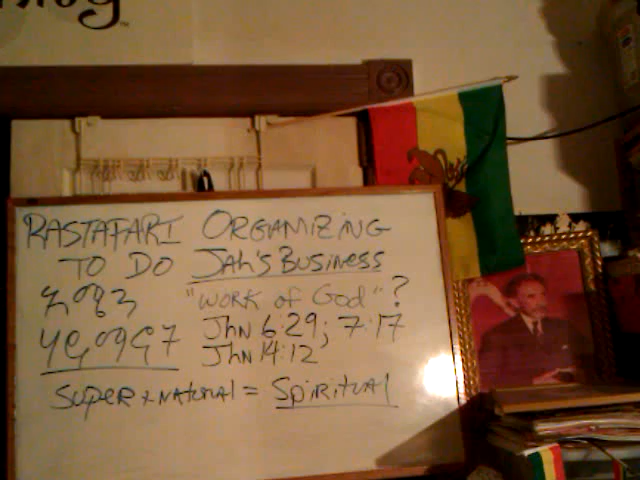 RASTAFARI ORGANIZING
TO DO JAH'S BUSINESS
"WORK of GOD"?
Jhn 6:29; 7:17
Jhn 14:12
SUPER + NATURAL = SPIRITUAL